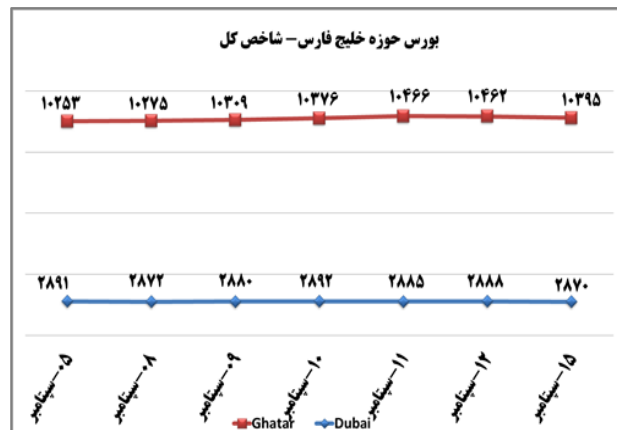 بورس حوزه خلیج فارس– شاخص کل
۱۰۲۵۳ ۱۰۲۷۵ ۱۰۳۰۹ ۱۰۳۷۶ ۱۰۴۶۶ ۱۰۴۶۲ ۱۰۳۹۵
۲۸۹۱ ۲۸۷۲ ۲۸۸۰ ۲۸۹۲ ۲۸۸۵ ۲۸۸۸ ۲۸۷۰
۰۵–سپتامبر
۰۸–سپتامبر
۰۹–سپتامبر
۱۰–سپتامبر
۱۱–سپتامبر
۱۲–سپتامبر
۱۵–سپتامبر
Ghatar Dubai